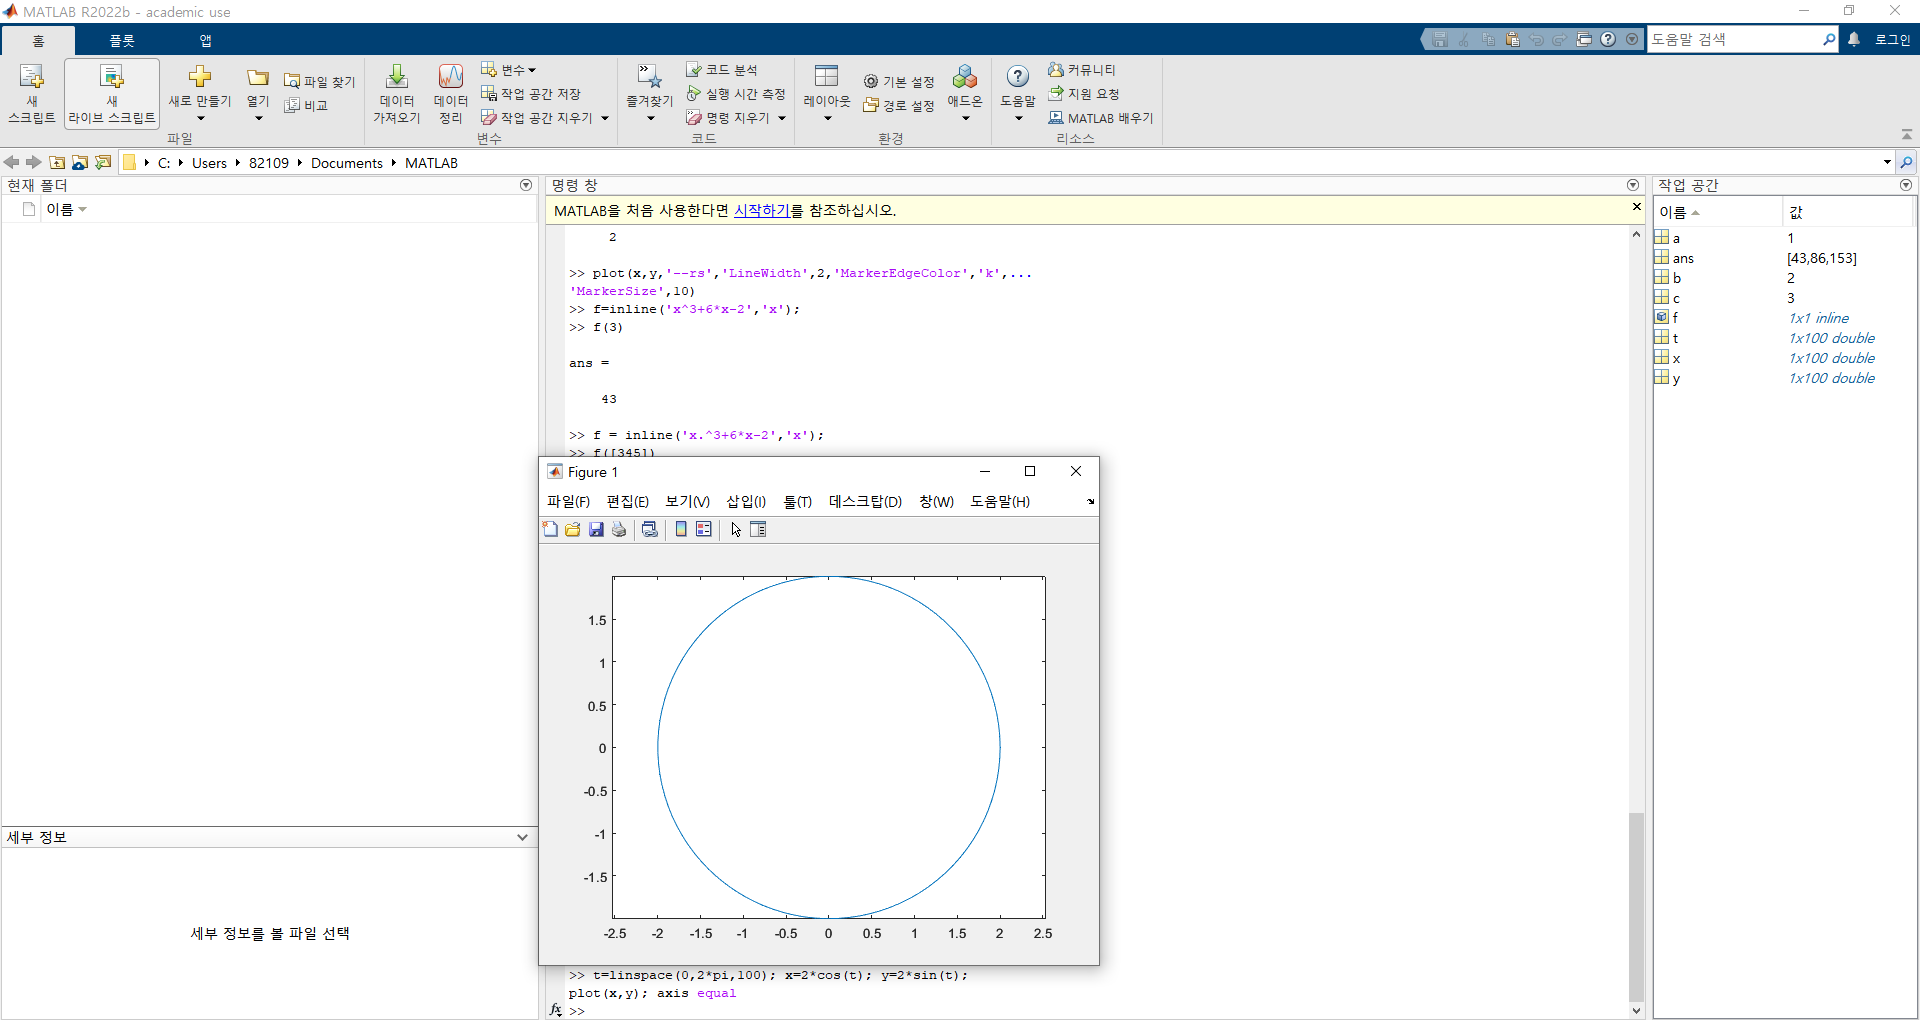 MATLAB R2022b - academic use
홈 플롯 앱
도움말 검색 로그인
새 스크립트
새 라이브 스크립트
새로 만들기
열기
파일 찾기
비교
파일
데이터 가져오기
데이터 정리
변수
작업 공간 저장
작업 공간 지우기
변수
즐겨찾기
코드 분석
실행 시간 측정
명령 지우기
코드
레이아웃
기본 설정
경로 설정
애드온
환경
도움말
커뮤니티
지원 요청
MATLAB 배우기
리소스
C: Users 82109 Documents MATLAB
현재 폴더
이름
세부 정보
세부 정보를 볼 파일 선택
명령 창
MATLAB을 처음 사용한다면 시작하기를 참조하십시오.
2
>> plot(x,y,'--rs','LineWidth',2,'MarkerEdgeColor','k',...
'MarkerSize',10)
>> f=inline('x^3+6*x-2','x');
>> f(3)
ans =
43
>> f = inline('x.^3+6*x-2','x');
>> f([345])
Figure 1
파일(F) 편집(E) 보기(V) 삽입(I) 툴(T) 데스크탑(D) 창(W) 도움말(H)
1.5
1
0.5
0
-0.5
-1
-1.5
-2.5 -2 -1.5 -1 -0.5 0 0.5 1 1.5 2 2.5
>> t=linspace(0,2*pi,100); x=2*cos(t); y=2*sin(t);
plot(x,y); axis equal
fx >>
작업 공간
이름 값
a 1
ans [43,86,153]
b 2
c 3
f 1x1 inline
t 1x100 double
x 1x100 double
y 1x100 double